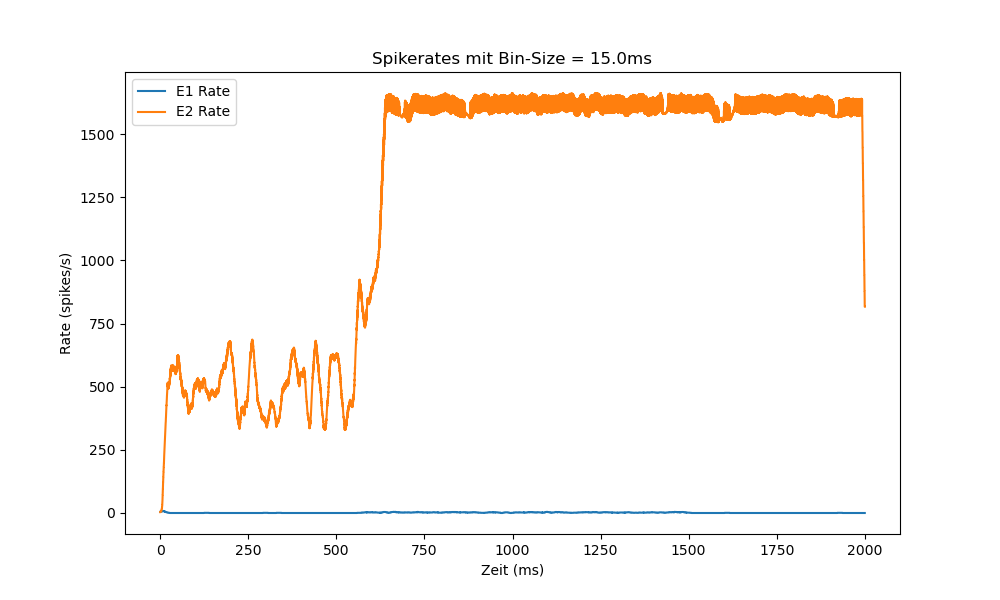 Spikerates mit Bin-Size = 15.0ms
E1 Rate
E2 Rate
Rate (spikes/s)
1500
1250
1000
750
500
250
0
0 250 500 750 1000 1250 1500 1750 2000
Zeit (ms)